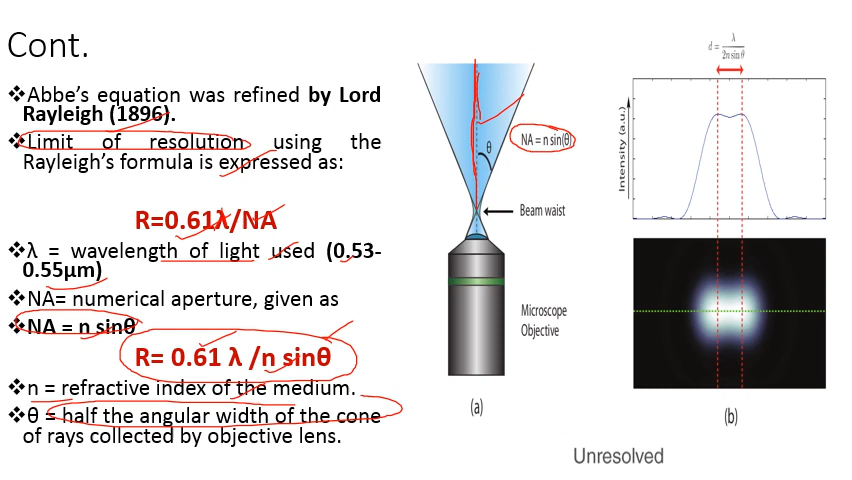 Cont.
❖Abbe's equation was refined by Lord
Rayleigh (1896).
❖Limit of resolution using the
Rayleigh's formula is expressed as:
R=0.61λ/NA
❖λ = wavelength of light used (0.53-
0.55µm)
❖NA= numerical aperture, given as
❖NA = n sinθ
R= 0.61 λ /n sinθ
❖n = refractive index of the medium.
❖θ = half the angular width of the cone
of rays collected by objective lens.
NA = n sin(θ)
θ
Beam waist
Microscope
Objective
(a)
d = λ / 2n sin θ
Intensity (a.u.)
(b)
Unresolved